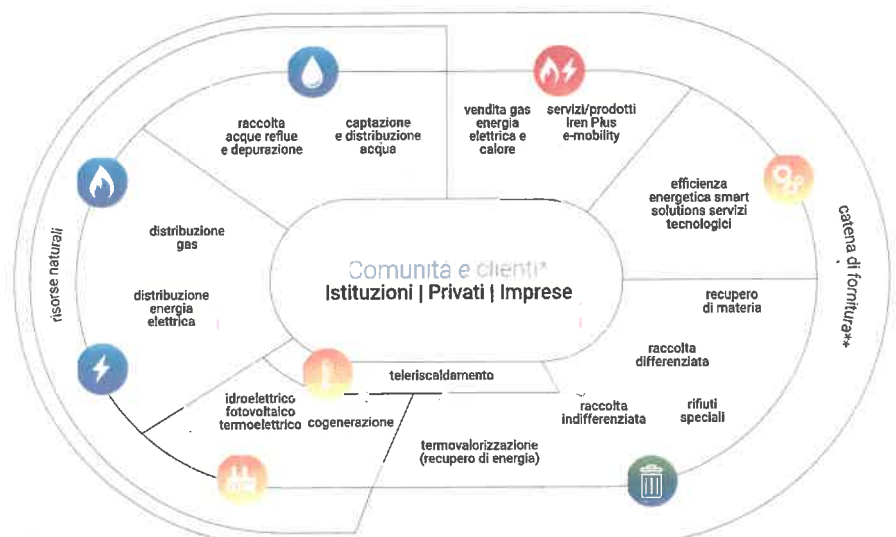 raccolta
acque reflue
e depurazione
captazione
e distribuzione
acqua
vendita gas
energia
elettrica e
calore
servizi/prodotti
Iren Plus
e-mobility
efficienza
energetica smart
solutions servizi
tecnologici
catena di fornitura**
risorse naturali
distribuzione
gas
distribuzione
energia
elettrica
Comunità e clienti*
Istituzioni | Privati | Imprese
recupero
di materia
raccolta
differenziata
raccolta
indifferenziata
rifiuti
speciali
teleriscaldamento
idroelettrico
fotovoltaico
termoelettrico
cogenerazione
termovalorizzazione
(recupero di energia)